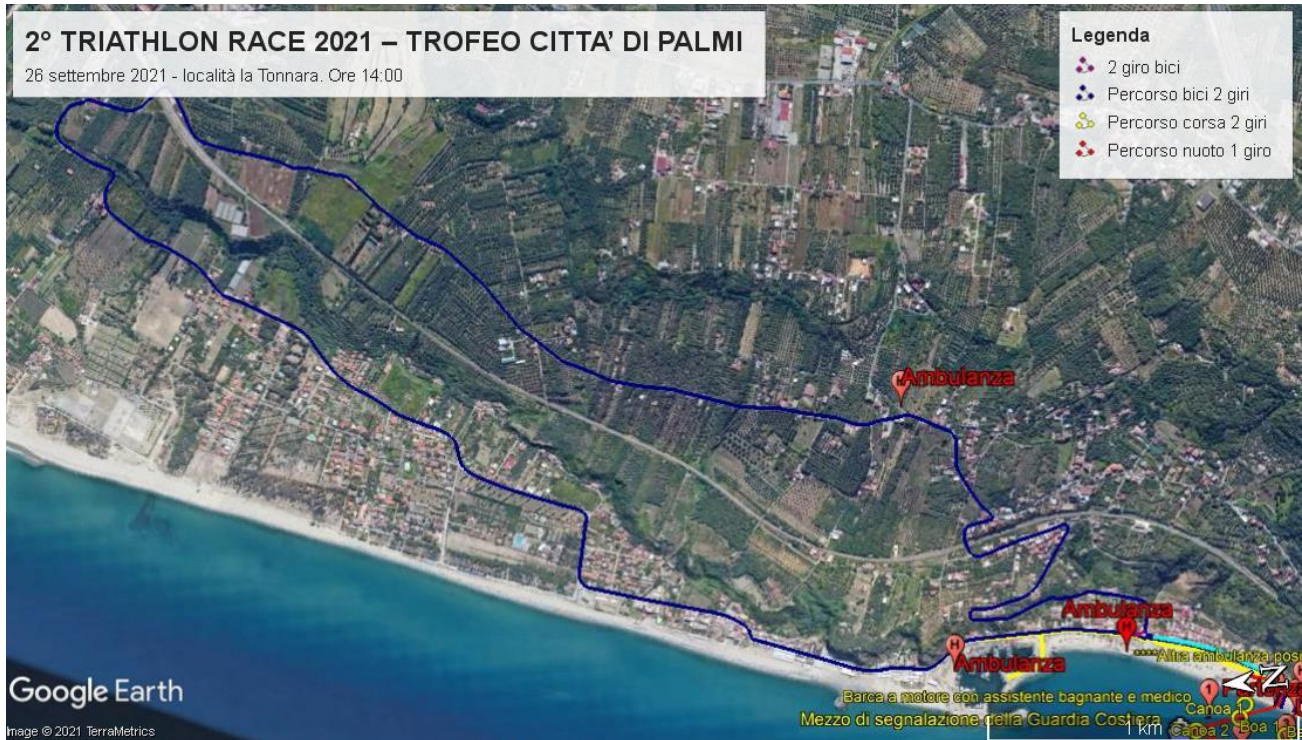 2° TRIATHLON RACE 2021 – TROFEO CITTA' DI PALMI
26 settembre 2021 - località la Tonnara. Ore 14:00
Legenda
2 giro bici
Percorso bici 2 giri
Percorso corsa 2 giri
Percorso nuoto 1 giro
Ambulanza
Ambulanza
Ambulanza
****Altra ambulanza
Barca a motore con assistente bagnante e medico
Mezzo di segnalazione della Guardia Costiera
Canoa 1
Canoa 2
Boa 1
1 km
N
Google Earth
Image © 2021 TerraMetrics